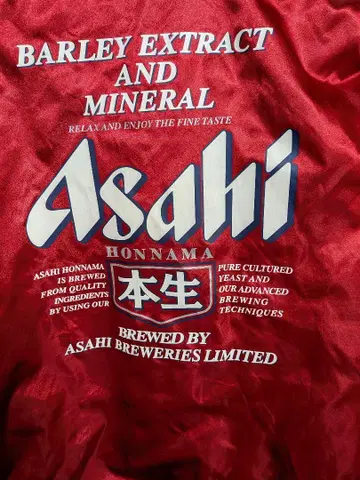 BARLEY EXTRACT
AND
MINERAL
RELAX AND ENJOY THE FINE TASTE
Asahi
HONNAMA
ASAHI HONNAMA
IS BREWED
FROM QUALITY
INGREDIENTS
BY USING OUR
本生
PURE CULTURED
YEAST AND
OUR ADVANCED
BREWING
TECHNIQUES
BREWED BY
ASAHI BREWERIES LIMITED